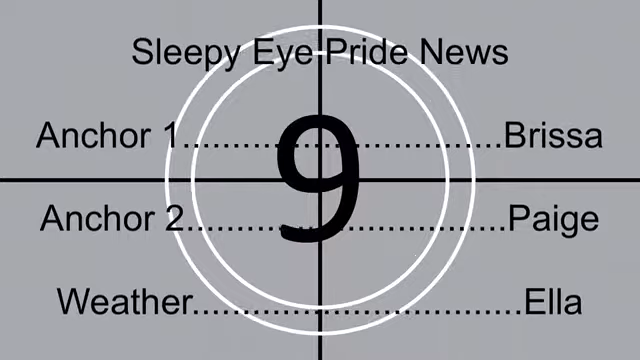 Sleepy Eye Pride News
Anchor 1................................Brissa
9
Anchor 2................................Paige
Weather.................................Ella